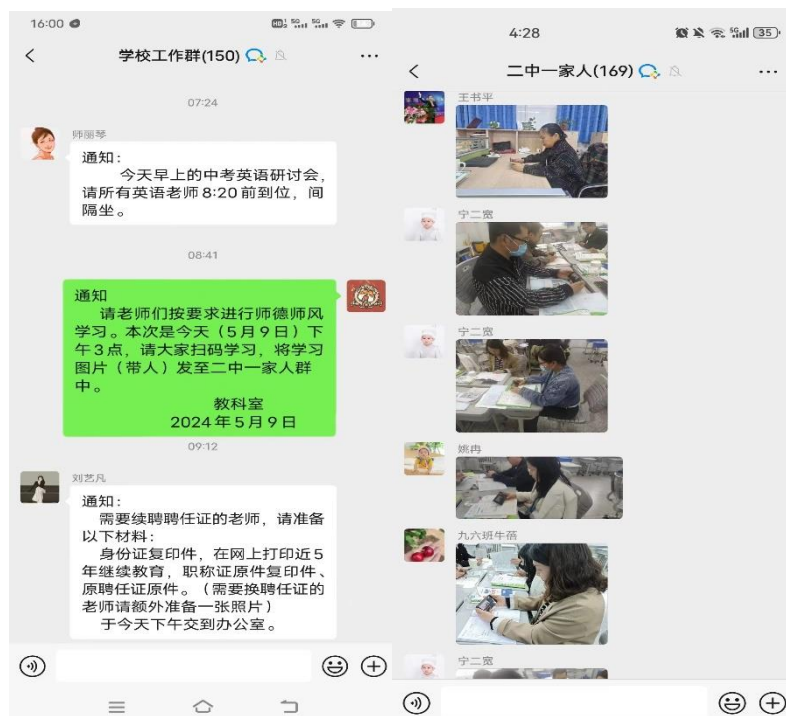 16:00
学校工作群(150)
07:24
师丽琴
通知：
今天早上的中考英语研讨会，
请所有英语老师8:20前到位，间
隔坐。
08:41
通知
请老师们按要求进行师德师风
学习。本次是今天（5月9日）下
午3点，请大家扫码学习，将学习
图片（带人）发至二中一家人群
中。
教科室
2024年5月9日
09:12
刘艺凡
通知：
需要续聘聘任证的老师，请准备
以下材料：
身份证复印件，在网上打印近5
年继续教育，职称证原件复印件、
原聘任证原件。（需要换聘任证的
老师请额外准备一张照片）
于今天下午交到办公室。
4:28
5G
35
二中一家人(169)
王书平
宁二宽
宁二宽
姚冉
九六班牛蓓
宁二宽